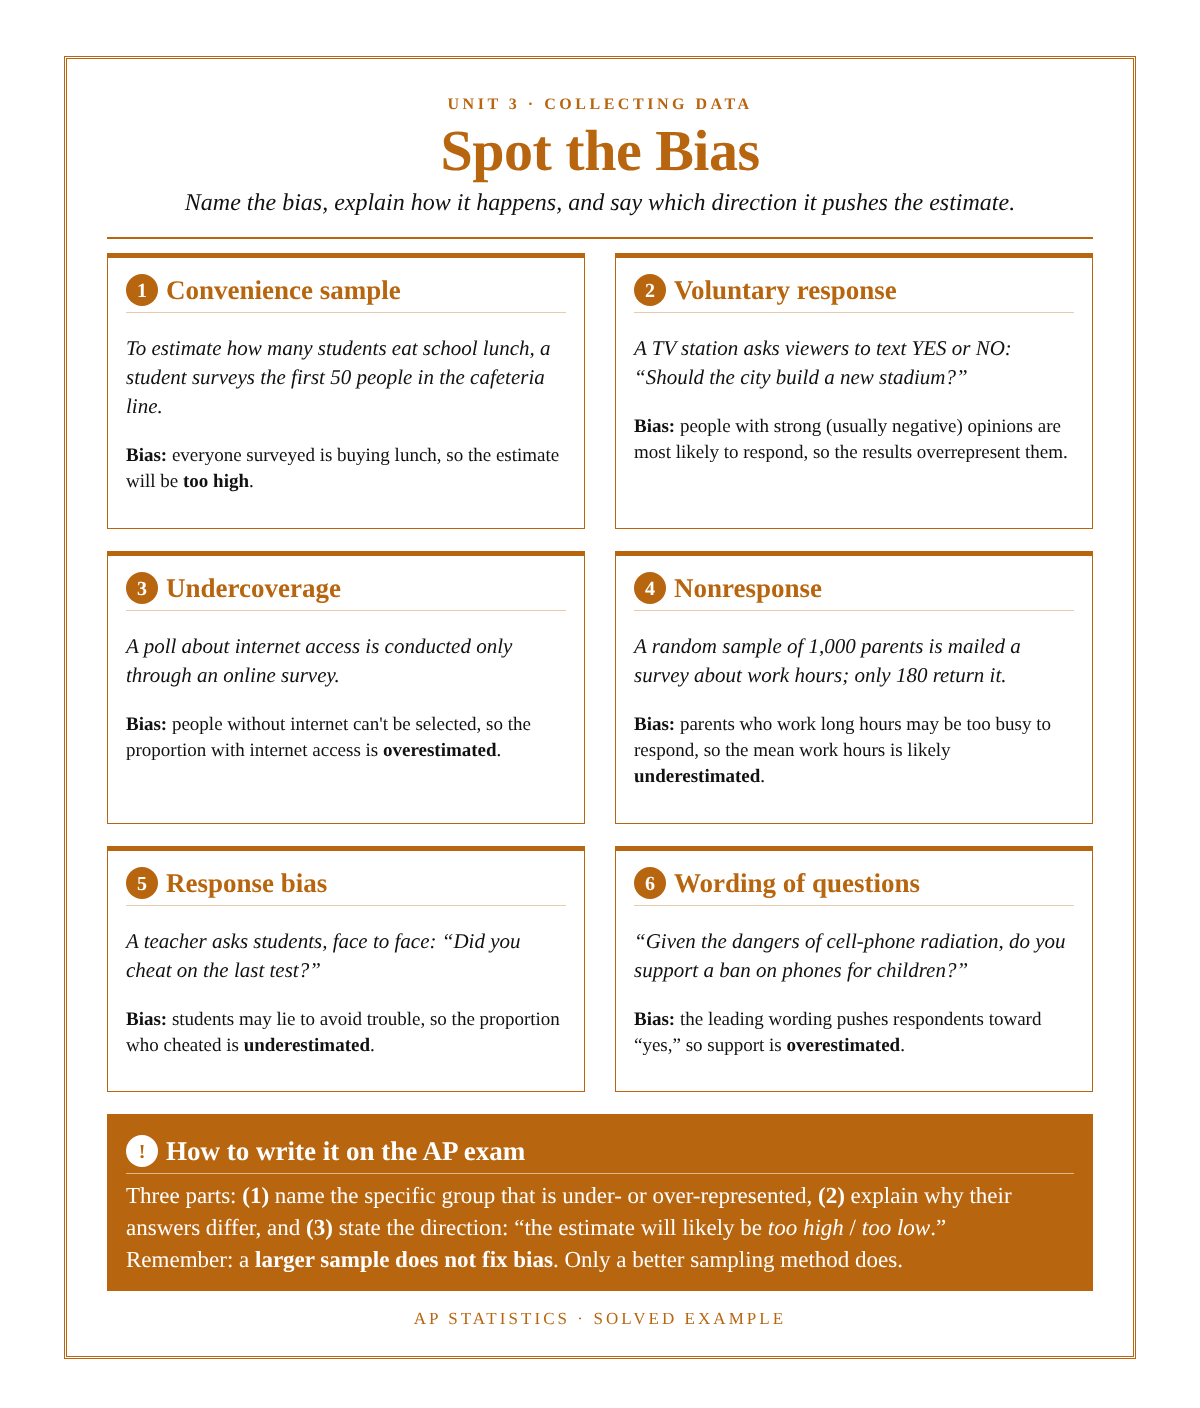 UNIT 3 · COLLECTING DATA
Spot the Bias
Name the bias, explain how it happens, and say which direction it pushes the estimate.
1 Convenience sample
To estimate how many students eat school lunch, a
student surveys the first 50 people in the cafeteria
line.
Bias: everyone surveyed is buying lunch, so the estimate
will be too high.
2 Voluntary response
A TV station asks viewers to text YES or NO:
“Should the city build a new stadium?”
Bias: people with strong (usually negative) opinions are
most likely to respond, so the results overrepresent them.
3 Undercoverage
A poll about internet access is conducted only
through an online survey.
Bias: people without internet can't be selected, so the
proportion with internet access is overestimated.
4 Nonresponse
A random sample of 1,000 parents is mailed a
survey about work hours; only 180 return it.
Bias: parents who work long hours may be too busy to
respond, so the mean work hours is likely
underestimated.
5 Response bias
A teacher asks students, face to face: “Did you
cheat on the last test?”
Bias: students may lie to avoid trouble, so the proportion
who cheated is underestimated.
6 Wording of questions
“Given the dangers of cell-phone radiation, do you
support a ban on phones for children?”
Bias: the leading wording pushes respondents toward
“yes,” so support is overestimated.
! How to write it on the AP exam
Three parts: (1) name the specific group that is under- or over-represented, (2) explain why their
answers differ, and (3) state the direction: “the estimate will likely be too high / too low.”
Remember: a larger sample does not fix bias. Only a better sampling method does.
AP STATISTICS · SOLVED EXAMPLE